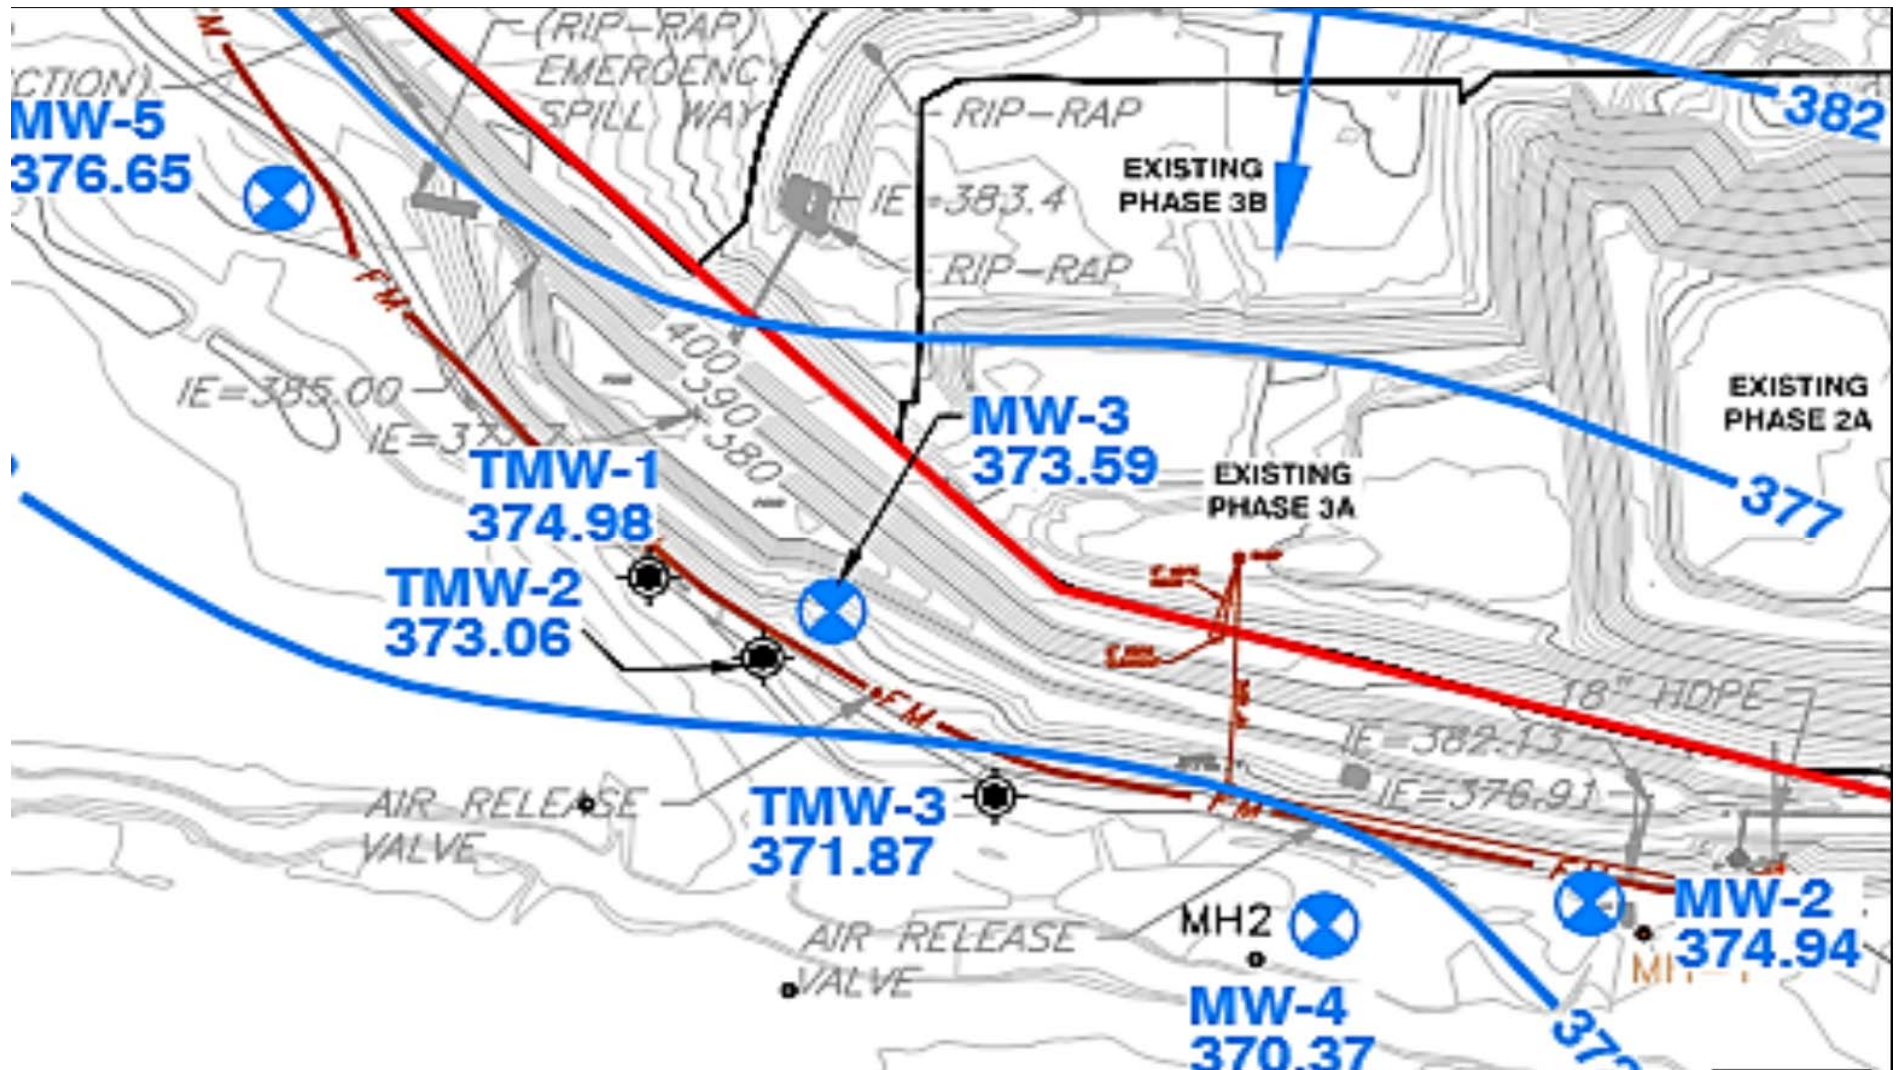 M
(RIP-RAP)
EMERGENCY
SPILL WAY
CTION)
MW-5
376.65
RIP-RAP
382
EXISTING
PHASE 3B
IE=383.4
RIP-RAP
FM
400
390
380
IE=385.00
MW-3
373.59
EXISTING
PHASE 2A
EXISTING
PHASE 3A
377
TMW-1
374.98
TMW-2
373.06
FM
18" HDPE
IE=382.13
IE=376.91
AIR RELEASE
VALVE
TMW-3
371.87
FM
MW-2
374.94
MH2
AIR RELEASE
VALVE
MW-4
370.37